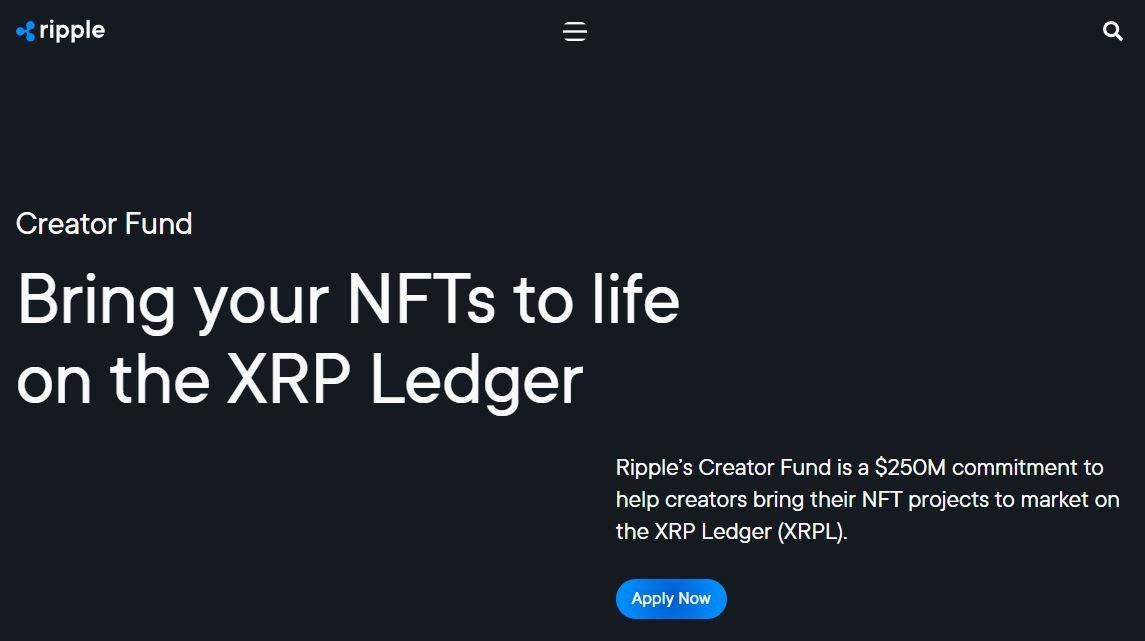 ripple
Creator Fund
Bring your NFTs to life
on the XRP Ledger
Ripple's Creator Fund is a $250M commitment to
help creators bring their NFT projects to market on
the XRP Ledger (XRPL).
Apply Now